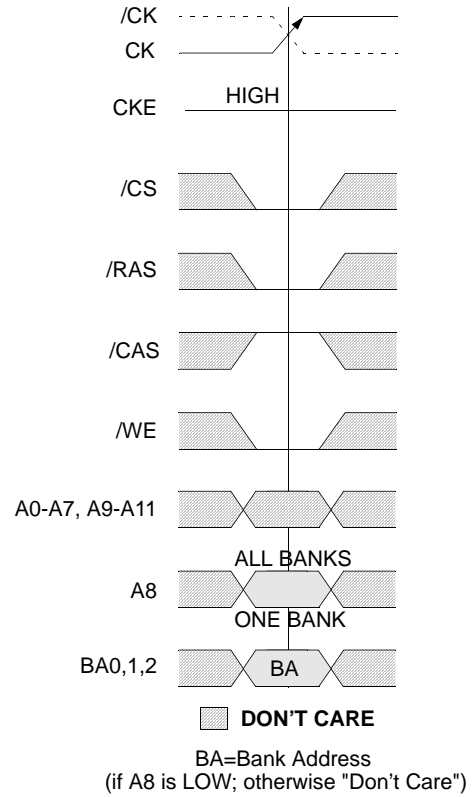 /CK
CK
CKE HIGH
/CS
/RAS
/CAS
/WE
A0-A7, A9-A11
ALL BANKS
A8
ONE BANK
BA0,1,2 BA
DON'T CARE
BA=Bank Address
(if A8 is LOW; otherwise "Don't Care")